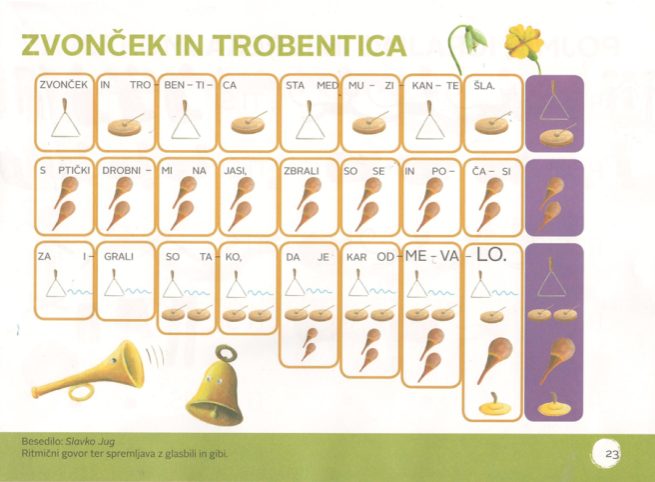 ZVONČEK IN TROBENTICA
ZVONČEK IN TRO - BEN - TI - CA STA MED MU - ZI - KAN - TE ŠLA.
S PTIČKI DROBNI - MI NA JASI, ZBRALI SO SE IN PO - ČA - SI
ZA I - GRALI SO TA - KO, DA JE KAR OD - ME - VA - LO.
Besedilo: Slavko Jug
Ritmični govor ter spremljava z glasbili in gibi.
23